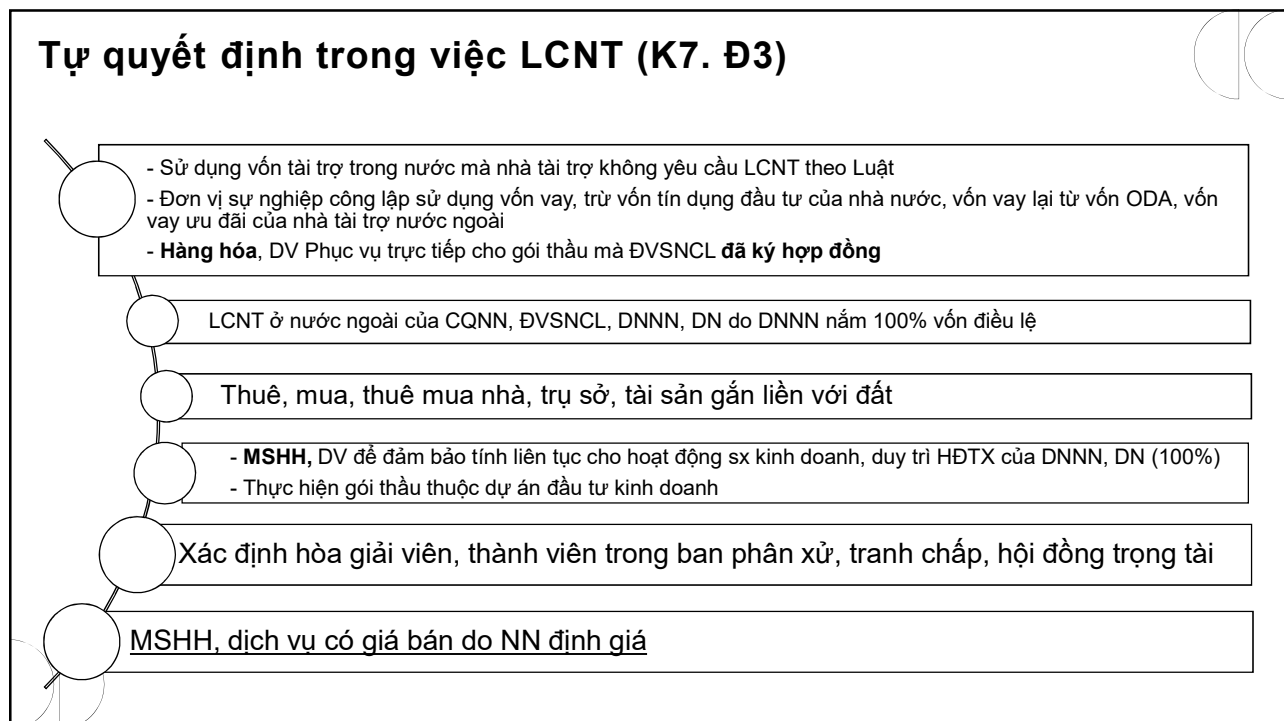 Tự quyết định trong việc LCNT (K7. Đ3)
- Sử dụng vốn tài trợ trong nước mà nhà tài trợ không yêu cầu LCNT theo Luật
- Đơn vị sự nghiệp công lập sử dụng vốn vay, trừ vốn tín dụng đầu tư của nhà nước, vốn vay lại từ vốn ODA, vốn
vay ưu đãi của nhà tài trợ nước ngoài
- Hàng hóa, DV Phục vụ trực tiếp cho gói thầu mà ĐVSNCL đã ký hợp đồng
LCNT ở nước ngoài của CQNN, ĐVSNCL, DNNN, DN do DNNN nắm 100% vốn điều lệ
Thuê, mua, thuê mua nhà, trụ sở, tài sản gắn liền với đất
- MSHH, DV để đảm bảo tính liên tục cho hoạt động sx kinh doanh, duy trì HĐTX của DNNN, DN (100%)
- Thực hiện gói thầu thuộc dự án đầu tư kinh doanh
Xác định hòa giải viên, thành viên trong ban phân xử, tranh chấp, hội đồng trọng tài
MSHH, dịch vụ có giá bán do NN định giá